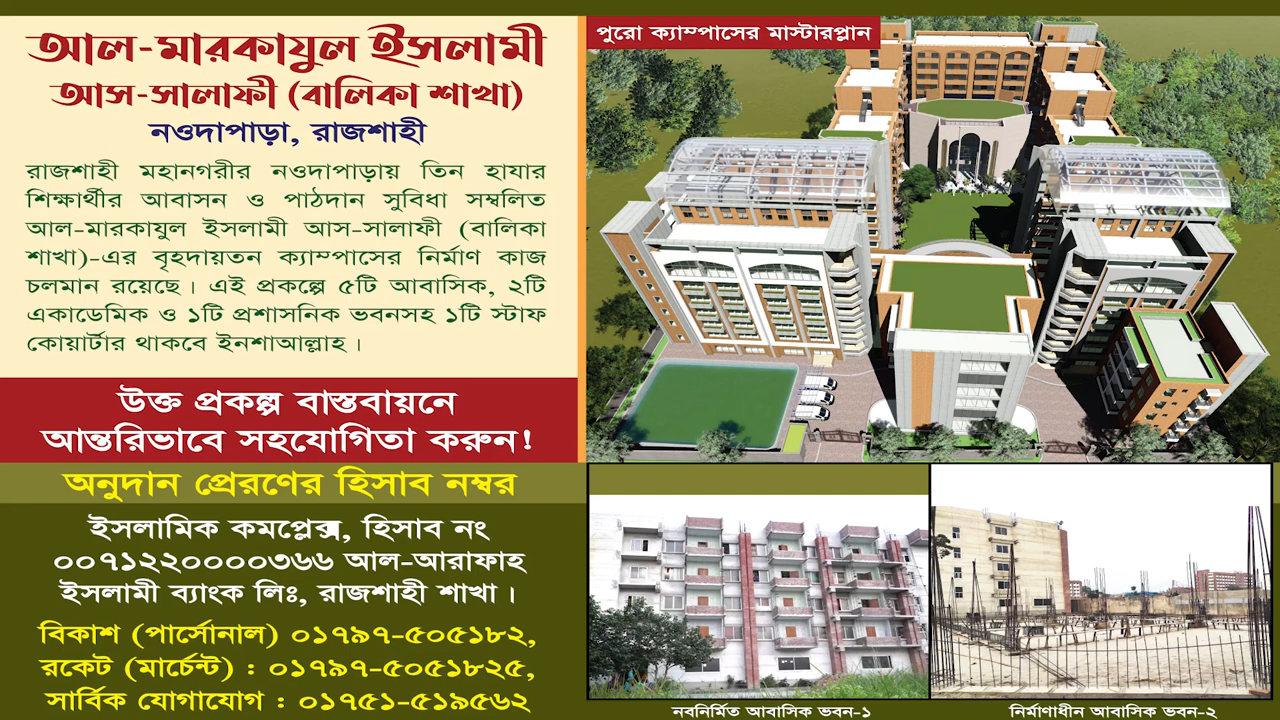 আল-মারকাযুল ইসলামী
আস-সালাফী (বালিকা শাখা)
নওদাপাড়া, রাজশাহী
রাজশাহী মহানগরীর নওদাপাড়ায় তিন হাযার
শিক্ষার্থীর আবাসন ও পাঠদান সুবিধা সম্বলিত
আল-মারকাযুল ইসলামী আস-সালাফী (বালিকা
শাখা)-এর বৃহদায়তন ক্যাম্পাসের নির্মাণ কাজ
চলমান রয়েছে। এই প্রকল্পে ৫টি আবাসিক, ২টি
একাডেমিক ও ১টি প্রশাসনিক ভবনসহ ১টি স্টাফ
কোয়ার্টার থাকবে ইনশাআল্লাহ।
উক্ত প্রকল্প বাস্তবায়নে
আন্তরিভাবে সহযোগিতা করুন!
অনুদান প্রেরণের হিসাব নম্বর
ইসলামিক কমপ্লেক্স, হিসাব নং
০০৭১২২০০০০৩৬৬ আল-আরাফাহ
ইসলামী ব্যাংক লিঃ, রাজশাহী শাখা।
বিকাশ (পার্সোনাল) ০১৭৯৭-৫০৫১৮২,
রকেট (মার্চেন্ট) : ০১৭৯৭-৫০৫১৮২৫,
সার্বিক যোগাযোগ : ০১৭৫১-৫১৯৫৬২
পুরো ক্যাম্পাসের মাস্টারপ্লান
নবনির্মিত আবাসিক ভবন-১
নির্মাণাধীন আবাসিক ভবন-২